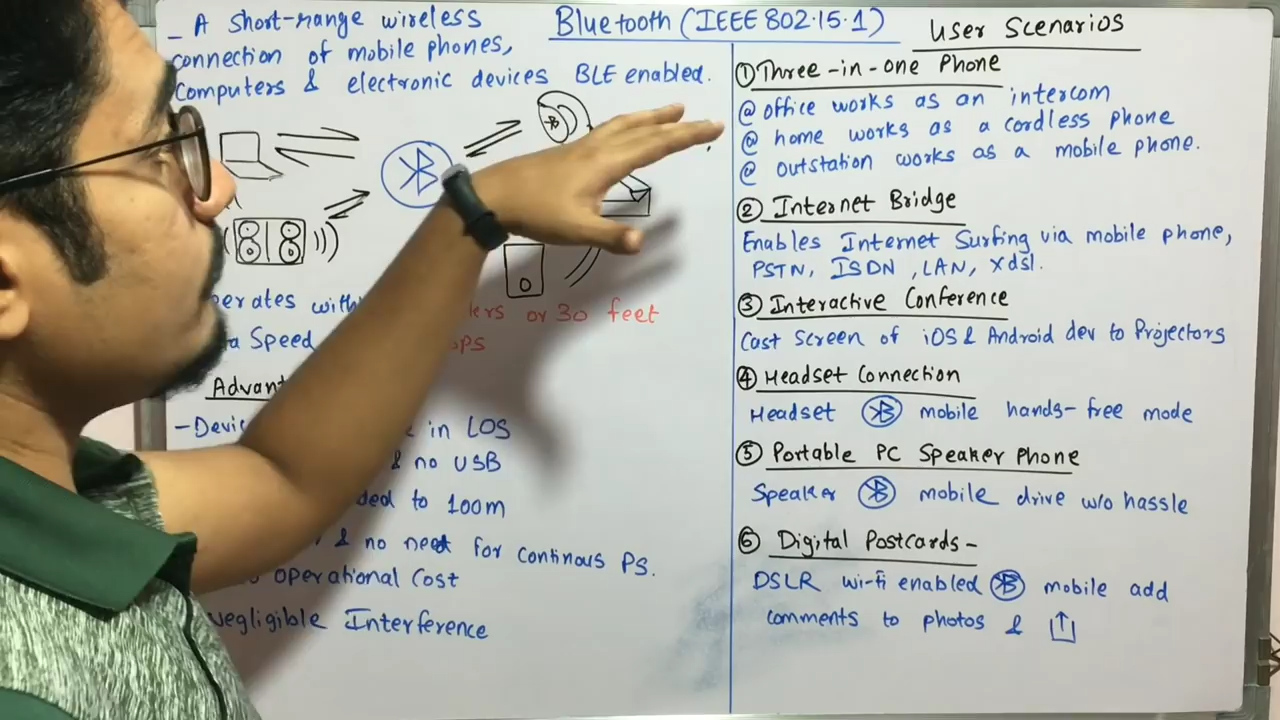 Bluetooth (IEEE 802.15.1)
- A short-range wireless
connection of mobile phones,
Computers & electronic devices BLE enabled.
or 30 feet
Speed
- in LOS
& no USB
to 100m
& no need for continous PS.
operational cost
negligible Interference
User Scenarios
① Three-in-one Phone
@ office works as an intercom
@ home works as a cordless phone
@ outstation works as a mobile phone.
② Internet Bridge
Enables Internet Surfing via mobile phone,
PSTN, ISDN, LAN, xdsl.
③ Interactive Conference
Cast screen of iOS & Android dev to Projectors
④ Headset Connection
Headset mobile hands-free mode
⑤ Portable PC Speaker Phone
Speaker mobile drive w/o hassle
⑥ Digital Postcards-
DSLR wi-fi enabled mobile add
comments to photos &